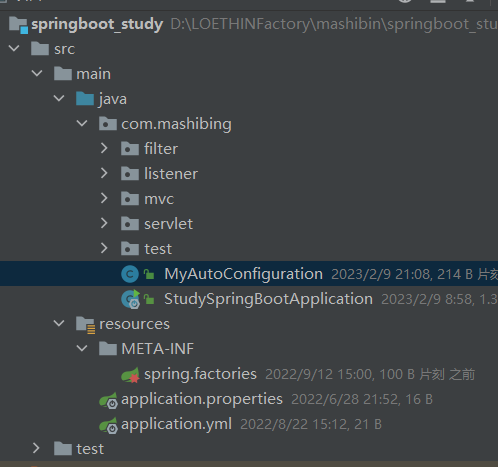 springboot_study D:\LOETHINFactory\mashibin\springboot_stu
src
main
java
com.mashibing
filter
listener
mvc
servlet
test
MyAutoConfiguration 2023/2/9 21:08, 214 B 片刻
StudySpringBootApplication 2023/2/9 8:58, 1.3
resources
META-INF
spring.factories 2022/9/12 15:00, 100 B 片刻 之前
application.properties 2022/6/28 21:52, 16 B
application.yml 2022/8/22 15:12, 21 B
test